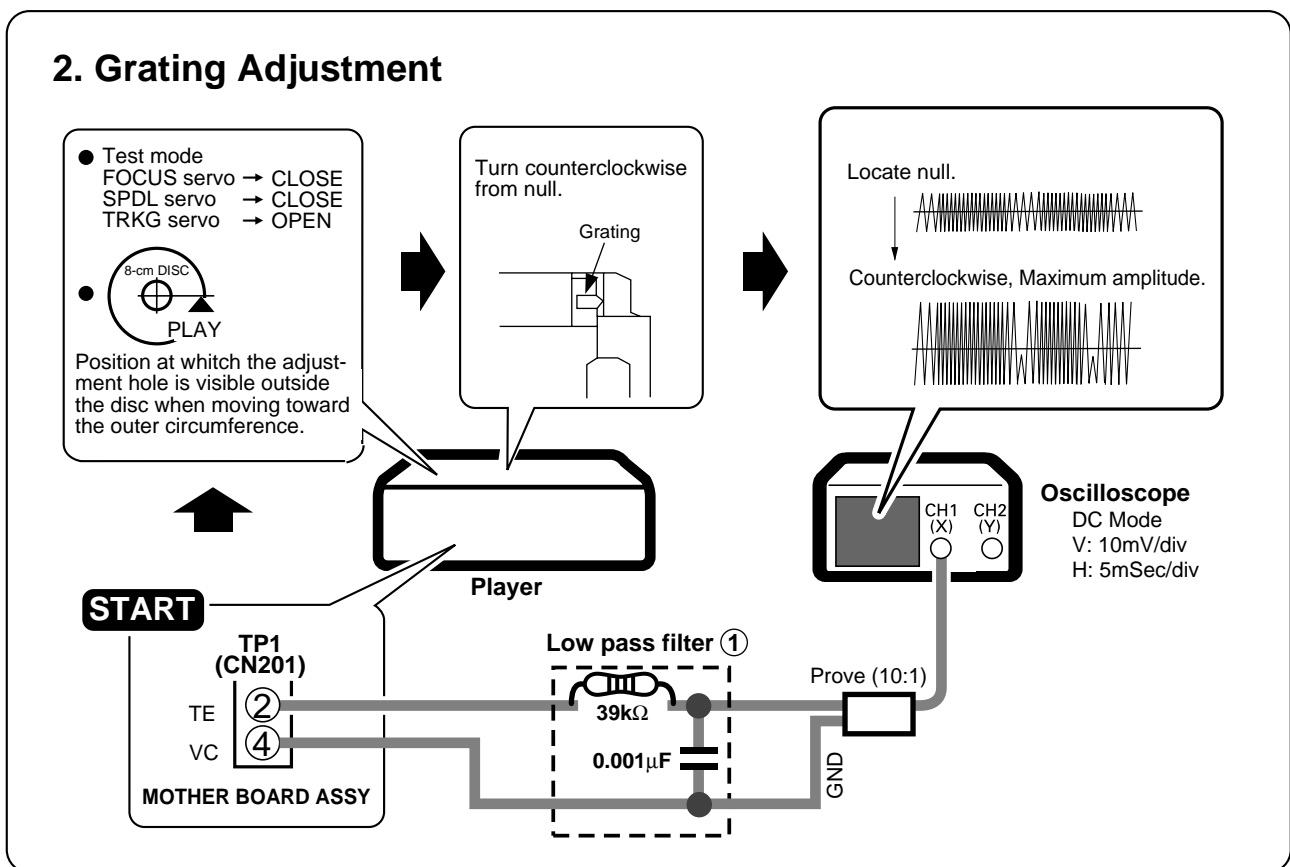 2. Grating Adjustment
● Test mode
FOCUS servo → CLOSE
SPDL servo → CLOSE
TRKG servo → OPEN
8-cm DISC
●
PLAY
Position at whitch the adjust-
ment hole is visible outside
the disc when moving toward
the outer circumference.
Turn counterclockwise
from null.
Grating
Locate null.
Counterclockwise, Maximum amplitude.
Player
CH1 CH2
(X) (Y)
Oscilloscope
DC Mode
V: 10mV/div
H: 5mSec/div
START
TP1
(CN201)
TE ②
VC ④
MOTHER BOARD ASSY
Low pass filter ①
39kΩ
0.001μF
Prove (10:1)
GND